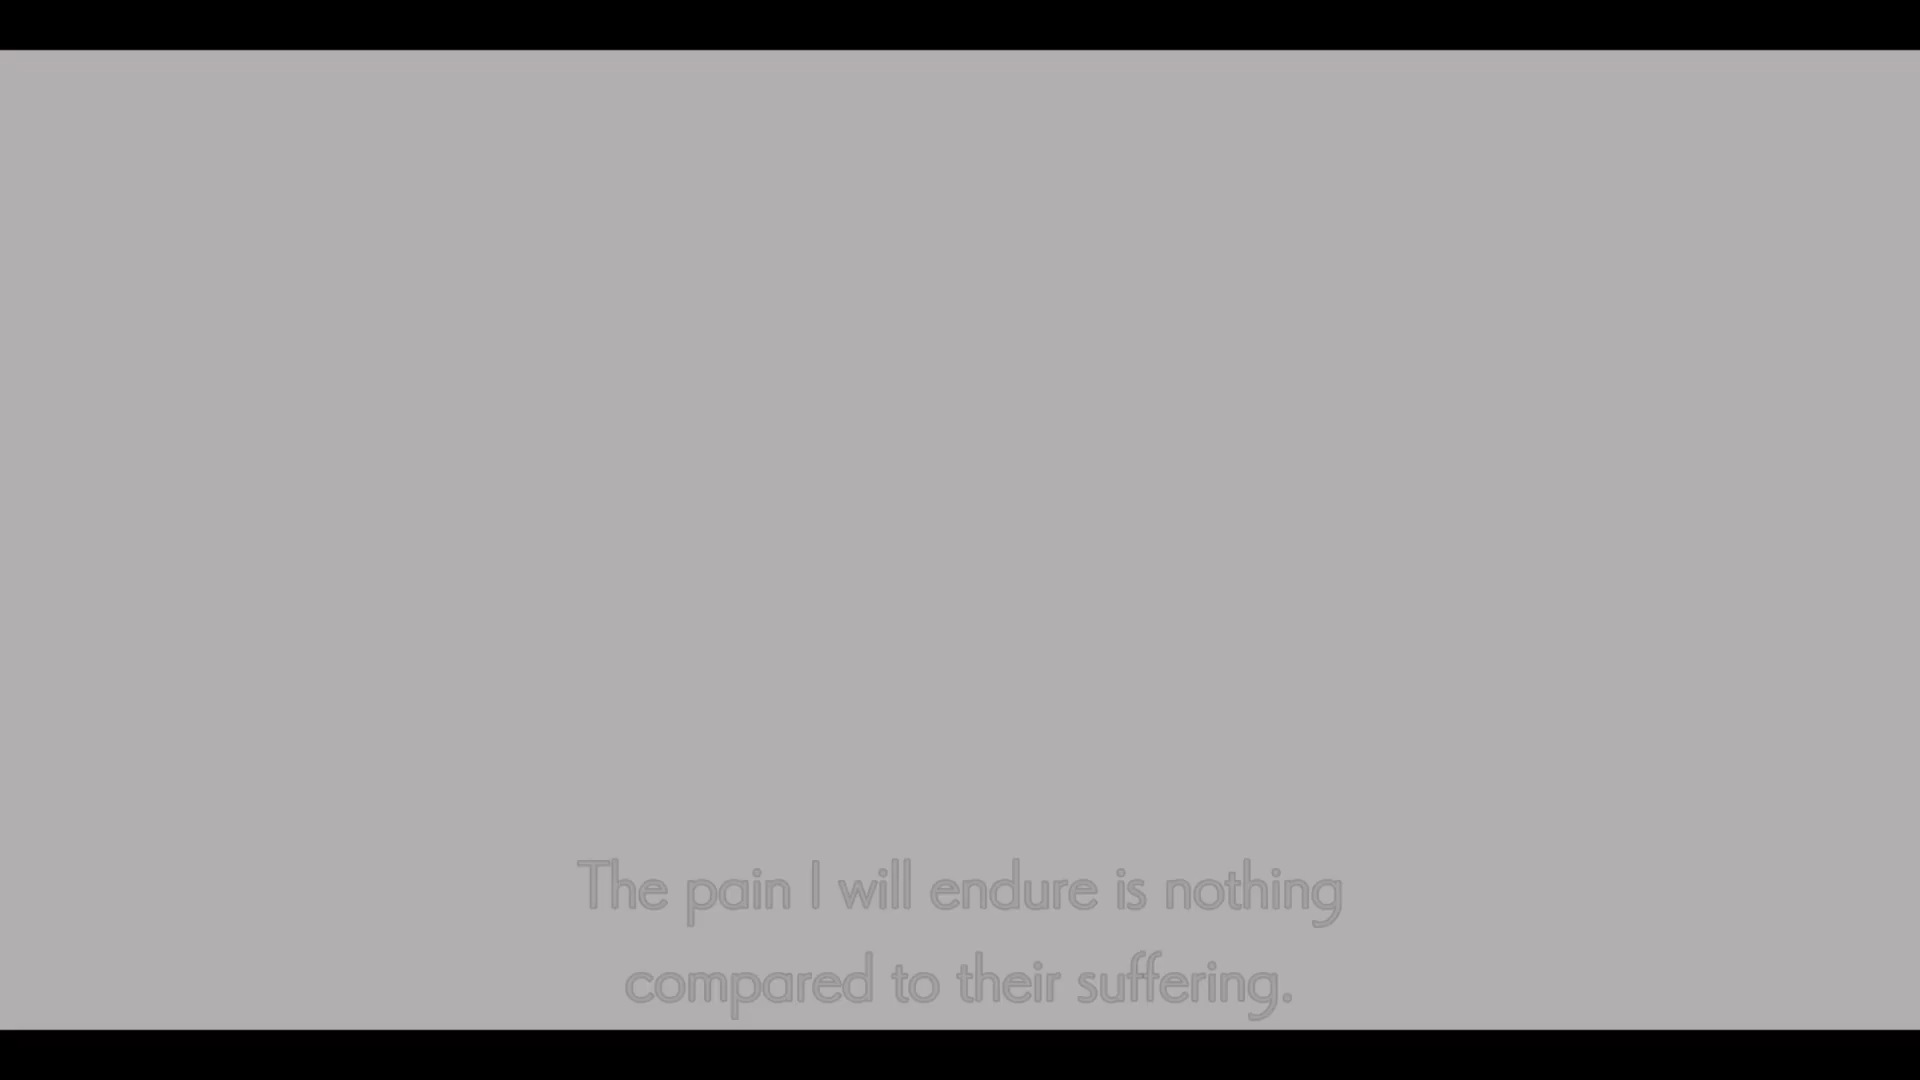 The pain I will endure is nothing
compared to their suffering.